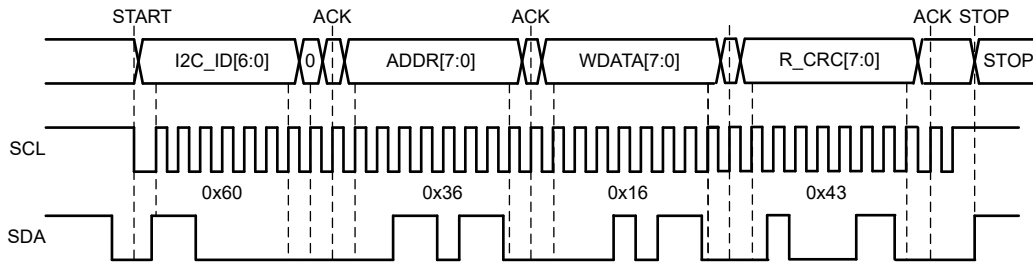 START ACK ACK ACK STOP
I2C_ID[6:0] 0 ADDR[7:0] WDATA[7:0] R_CRC[7:0] STOP
SCL
0x60 0x36 0x16 0x43
SDA